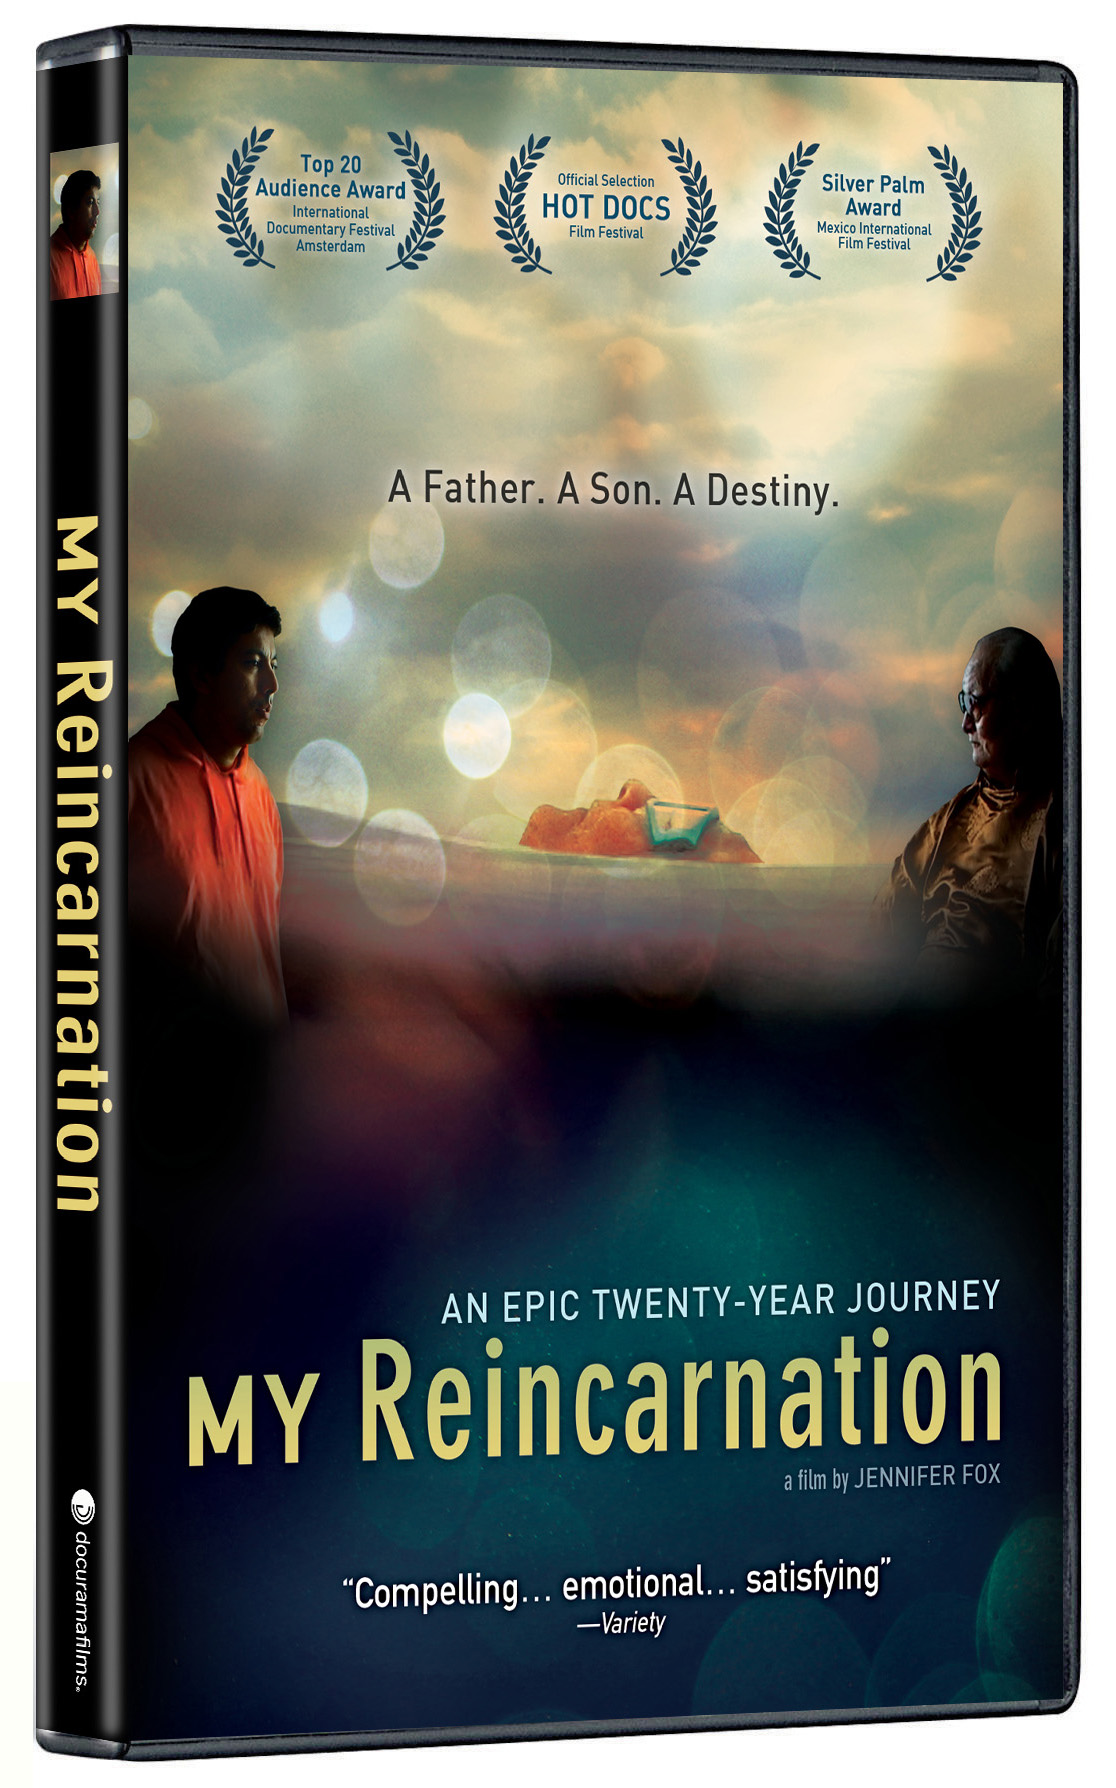 Top 20
Audience Award
International
Documentary Festival
Amsterdam
Official Selection
HOT DOCS
Film Festival
Silver Palm
Award
Mexico International
Film Festival
A Father. A Son. A Destiny.
MY Reincarnation
docuramafilms.
AN EPIC TWENTY-YEAR JOURNEY
MY Reincarnation
a film by JENNIFER FOX
“Compelling... emotional... satisfying”
—Variety